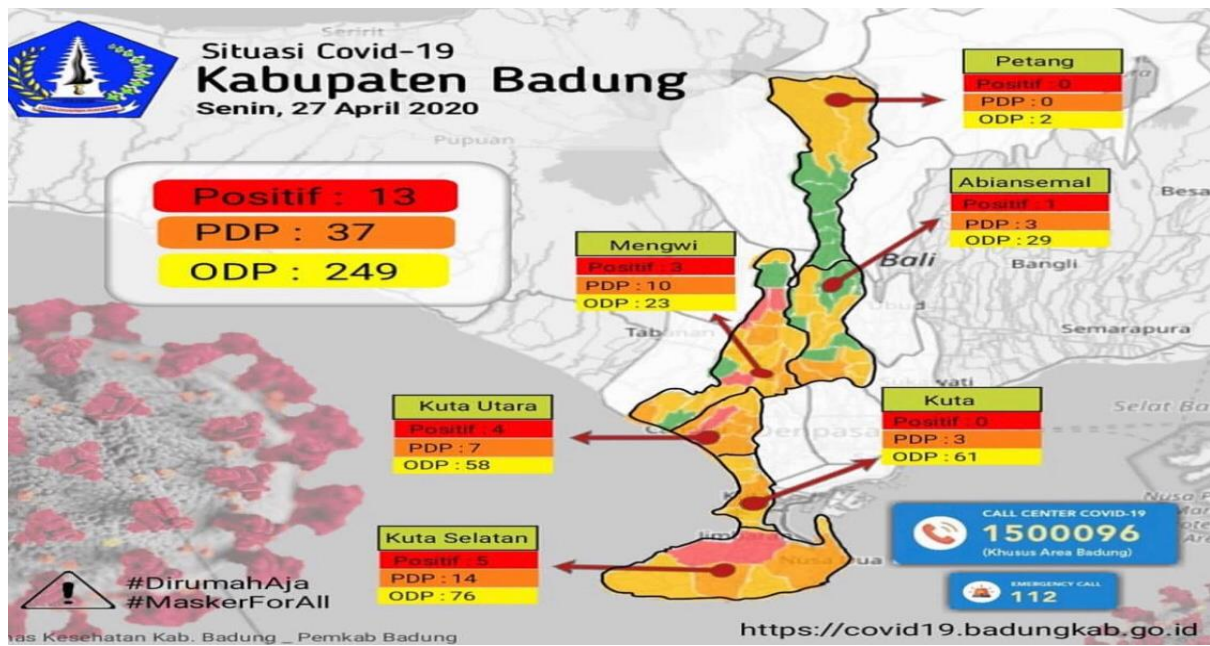 Situasi Covid-19
Kabupaten Badung
Senin, 27 April 2020
Positif : 13
PDP : 37
ODP : 249
Petang
Positif : 0
PDP : 0
ODP : 2
Abiansemal
Positif : 1
PDP : 3
ODP : 29
Mengwi
Positif : 3
PDP : 10
ODP : 23
Kuta Utara
Positif : 4
PDP : 7
ODP : 58
Kuta
Positif : 0
PDP : 3
ODP : 61
Kuta Selatan
Positif : 5
PDP : 14
ODP : 76
Seririt
Pupuan
Bali
Bangli
Ubud
Semarapura
Jimbaran
Nusa Dua
CALL CENTER COVID-19
1500096
(Khusus Area Badung)
EMERGENCY CALL
112
#DirumahAja
#MaskerForAll
Kesehatan Kab. Badung _ Pemkab Badung
https://covid19.badungkab.go.id